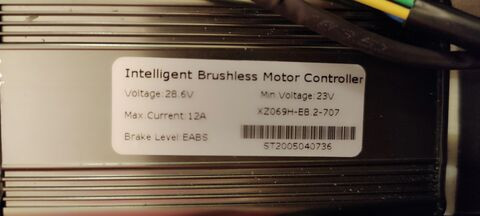 Intelligent Brushless Motor Controller
Voltage:28.6V Min Voltage:23V
Max Current:12A XZ069H-E8.2-707
Brake Level:EABS
ST2005040736